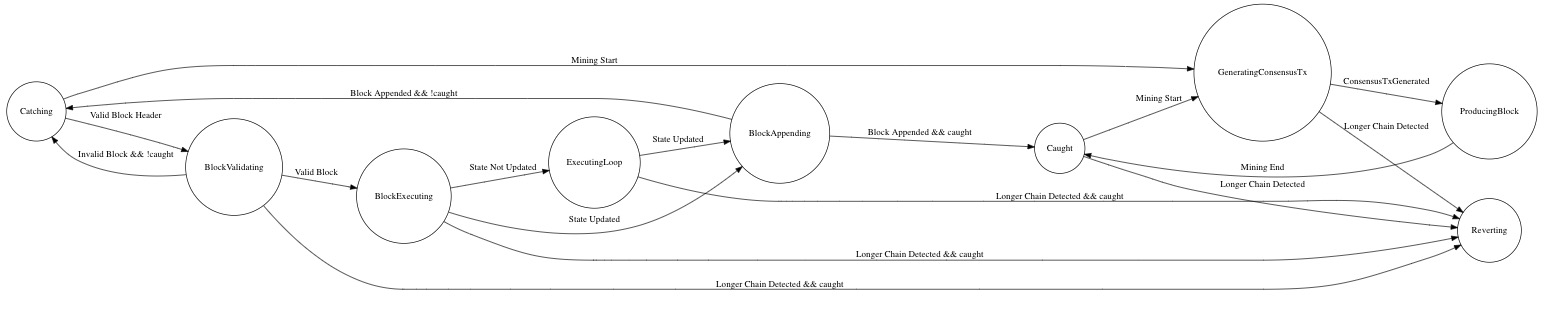 Mining Start
GeneratingConsensusTx
ConsensusTxGenerated
Catching
Block Appended && !caught
Mining Start
ProducingBlock
Valid Block Header
State Updated
BlockAppending
Block Appended && caught
Longer Chain Detected
Invalid Block && !caught
BlockValidating
Valid Block
State Not Updated
ExecutingLoop
Caught
Mining End
BlockExecuting
Longer Chain Detected
Longer Chain Detected && caught
State Updated
Reverting
Longer Chain Detected && caught
Longer Chain Detected && caught